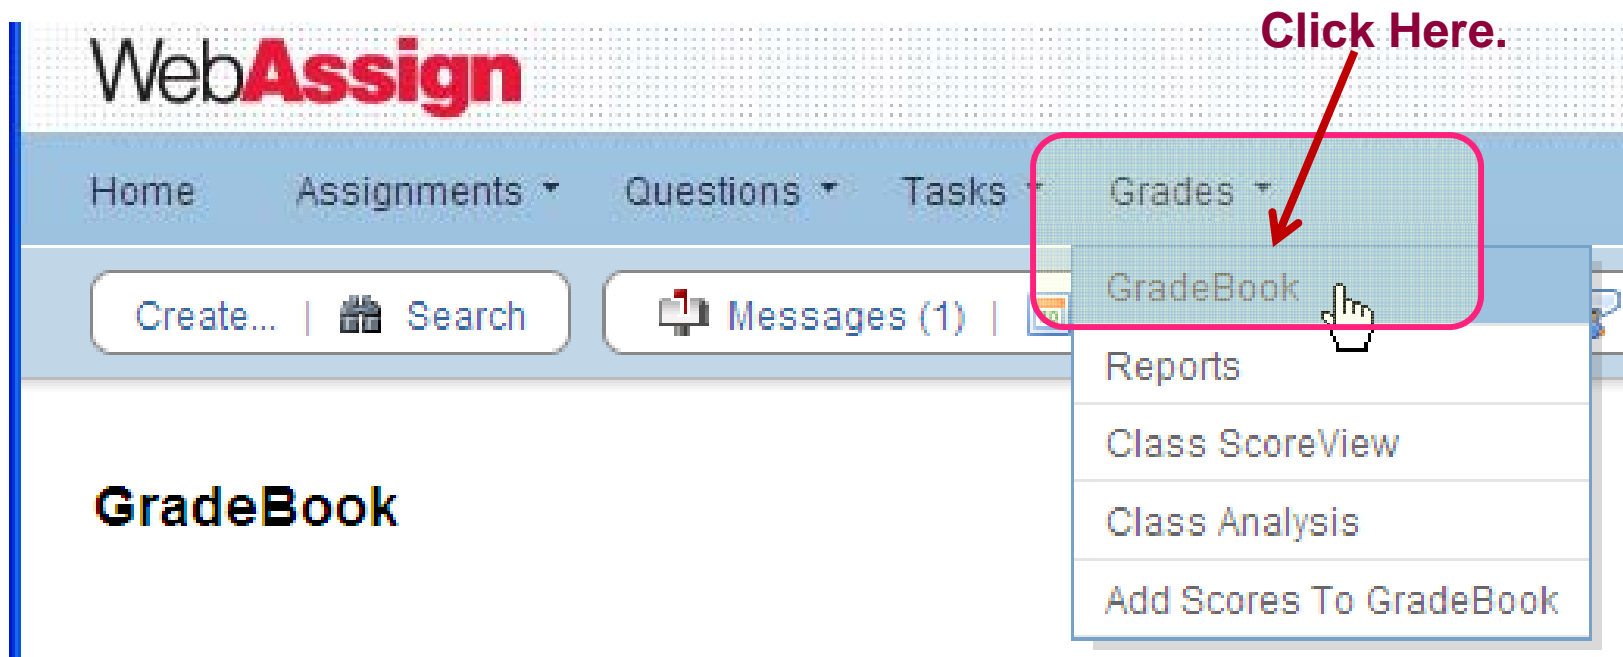 Click Here.
WebAssign
Home Assignments Questions Tasks Grades
GradeBook
Create... | Search Messages (1) |
Reports
Class ScoreView
GradeBook
Class Analysis
Add Scores To GradeBook